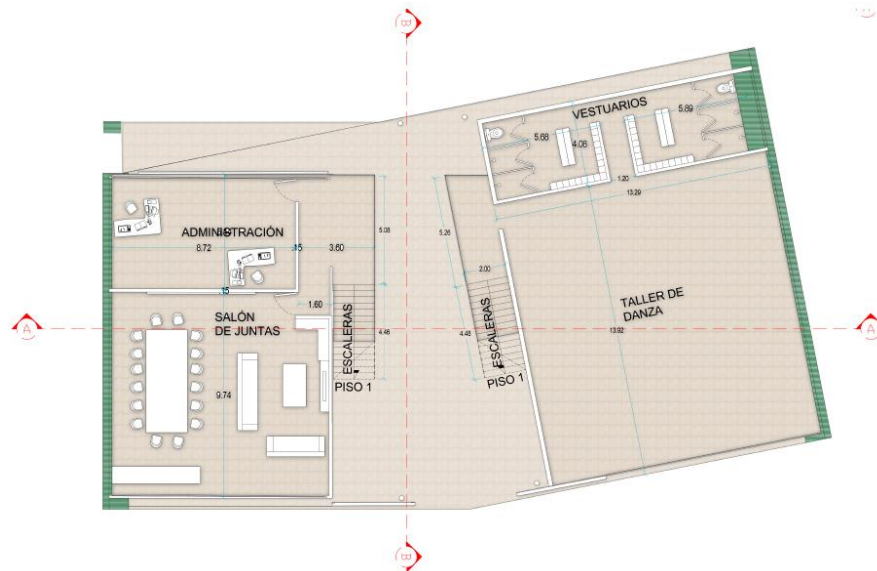 B
VESTUARIOS
5.89
5.68
4.06
1.20
13.29
ADMINISTRACIÓN
8.72
.15
3.60
5.08
5.26
2.00
.15
1.60
SALÓN
DE JUNTAS
ESCALERAS
4.46
ESCALERAS
4.48
TALLER DE
DANZA
13.92
A
A
PISO 1
PISO 1
9.74
B